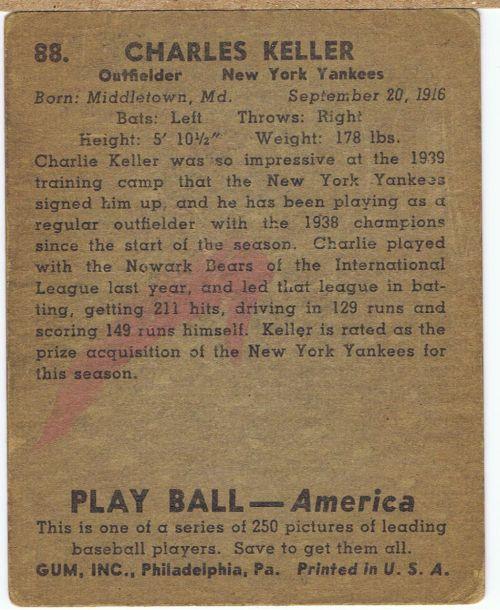 88. CHARLES KELLER
Outfielder New York Yankees
Born: Middletown, Md. September 20, 1916
Bats: Left Throws: Right
Height: 5' 10½" Weight: 178 lbs.
Charlie Keller was so impressive at the 1939
training camp that the New York Yankees
signed him up, and he has been playing as a
regular outfielder with the 1938 champions
since the start of the season. Charlie played
with the Newark Bears of the International
League last year, and led that league in bat-
ting, getting 211 hits, driving in 129 runs and
scoring 149 runs himself. Keller is rated as the
prize acquisition of the New York Yankees for
this season.
PLAY BALL — America
This is one of a series of 250 pictures of leading
baseball players. Save to get them all.
GUM, INC., Philadelphia, Pa. Printed in U. S. A.